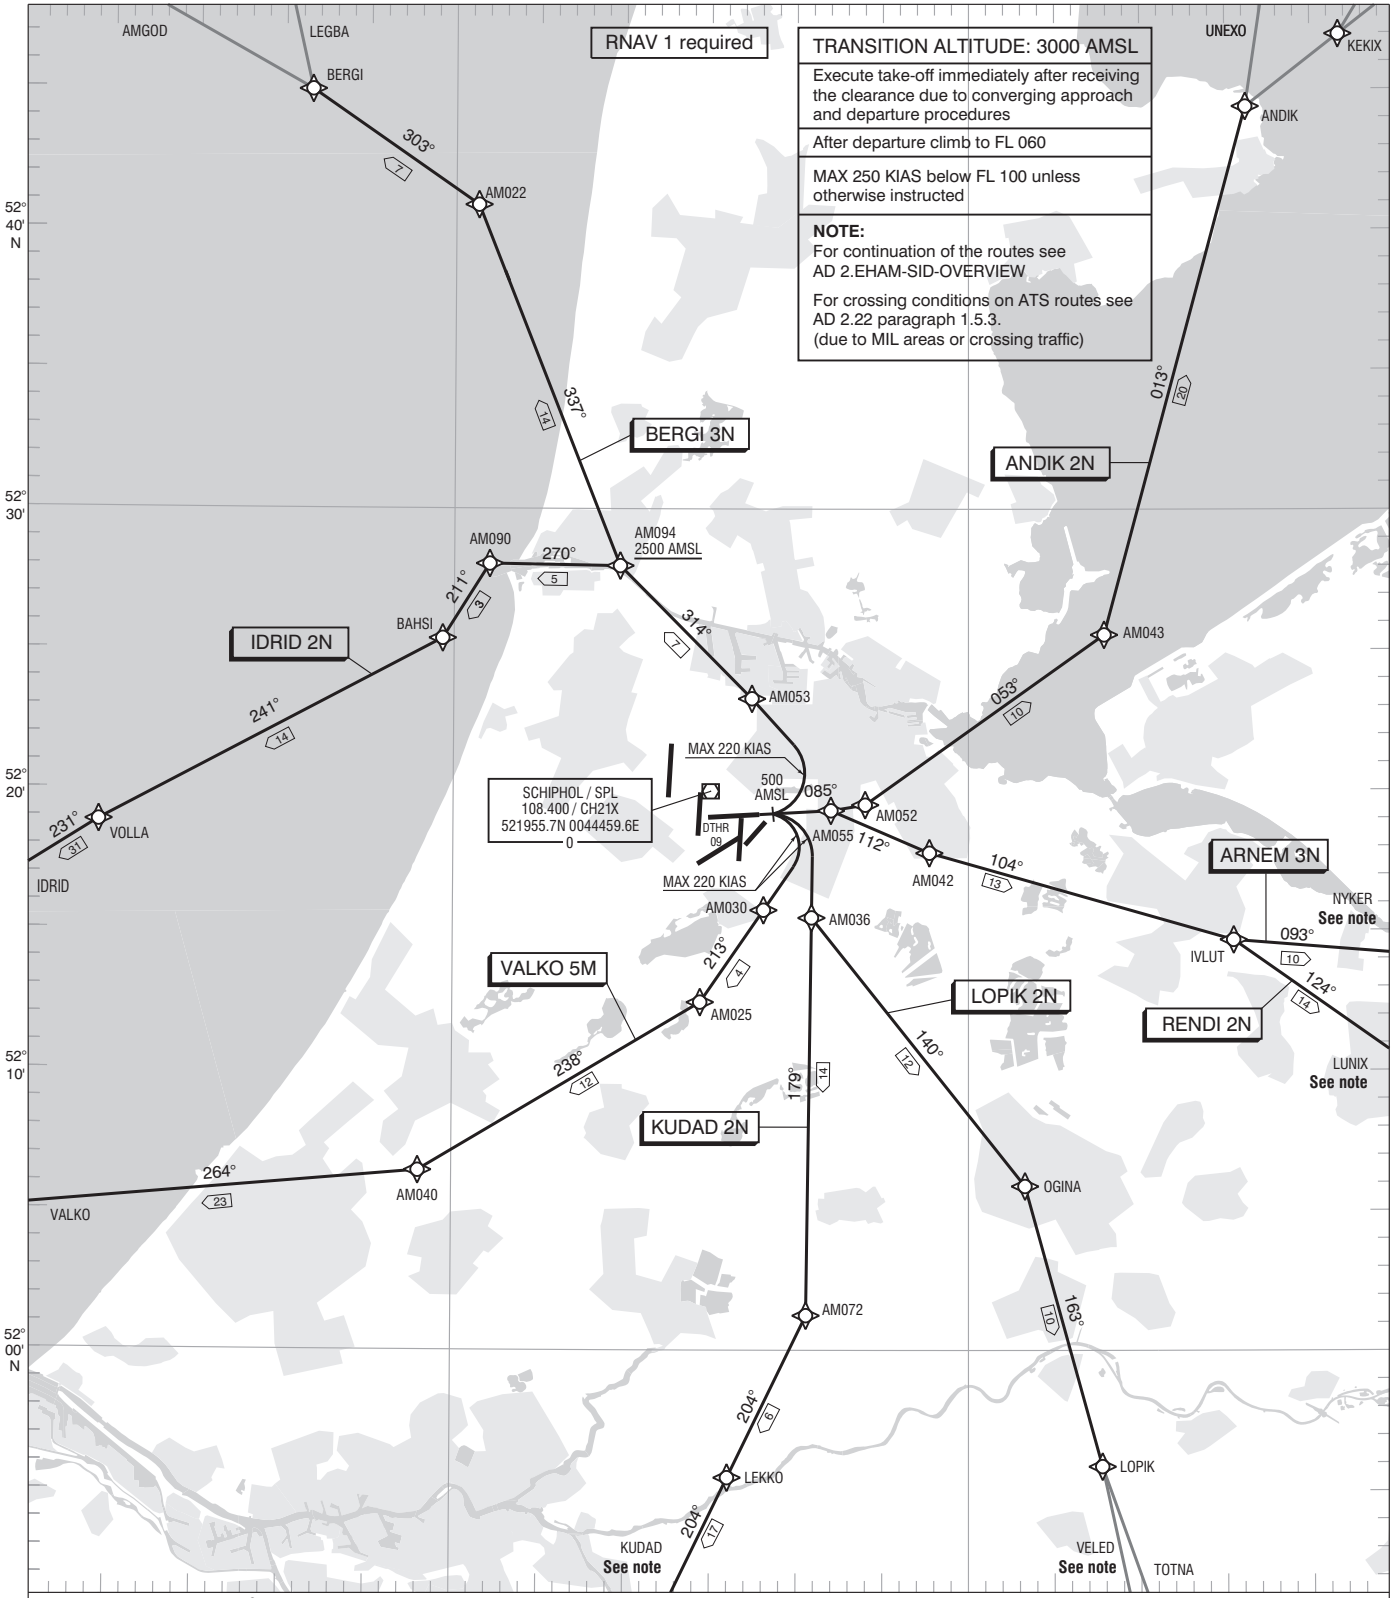 AMGOD
LEGBA
BERGI
303°
7
AM022
RNAV 1 required
TRANSITION ALTITUDE: 3000 AMSL
Execute take-off immediately after receiving
the clearance due to converging approach
and departure procedures
After departure climb to FL 060
MAX 250 KIAS below FL 100 unless
otherwise instructed
NOTE:
For continuation of the routes see
AD 2.EHAM-SID-OVERVIEW
For crossing conditions on ATS routes see
AD 2.22 paragraph 1.5.3.
(due to MIL areas or crossing traffic)
UNEXO
KEKIX
ANDIK
52°
40'
N
013°
20
337°
14
BERGI 3N
ANDIK 2N
52°
30'
AM090
270°
5
AM094
2500 AMSL
211°
3
BAHSI
IDRID 2N
314°
7
AM043
241°
14
AM053
053°
10
52°
20'
MAX 220 KIAS
500
AMSL
085°
SCHIPHOL / SPL
108.400 / CH21X
521955.7N 0044459.6E
0
DTHR
09
AM052
AM055
112°
231°
31
VOLLA
IDRID
AM042
104°
13
ARNEM 3N
MAX 220 KIAS
NYKER
See note
AM030
AM036
093°
10
IVLUT
213°
4
VALKO 5M
LOPIK 2N
124°
14
RENDI 2N
AM025
52°
10'
238°
12
140°
12
179°
14
LUNIX
See note
KUDAD 2N
264°
23
AM040
VALKO
OGINA
AM072
163°
10
52°
00'
N
204°
6
LEKKO
LOPIK
204°
17
KUDAD
See note
VELED
See note
TOTNA